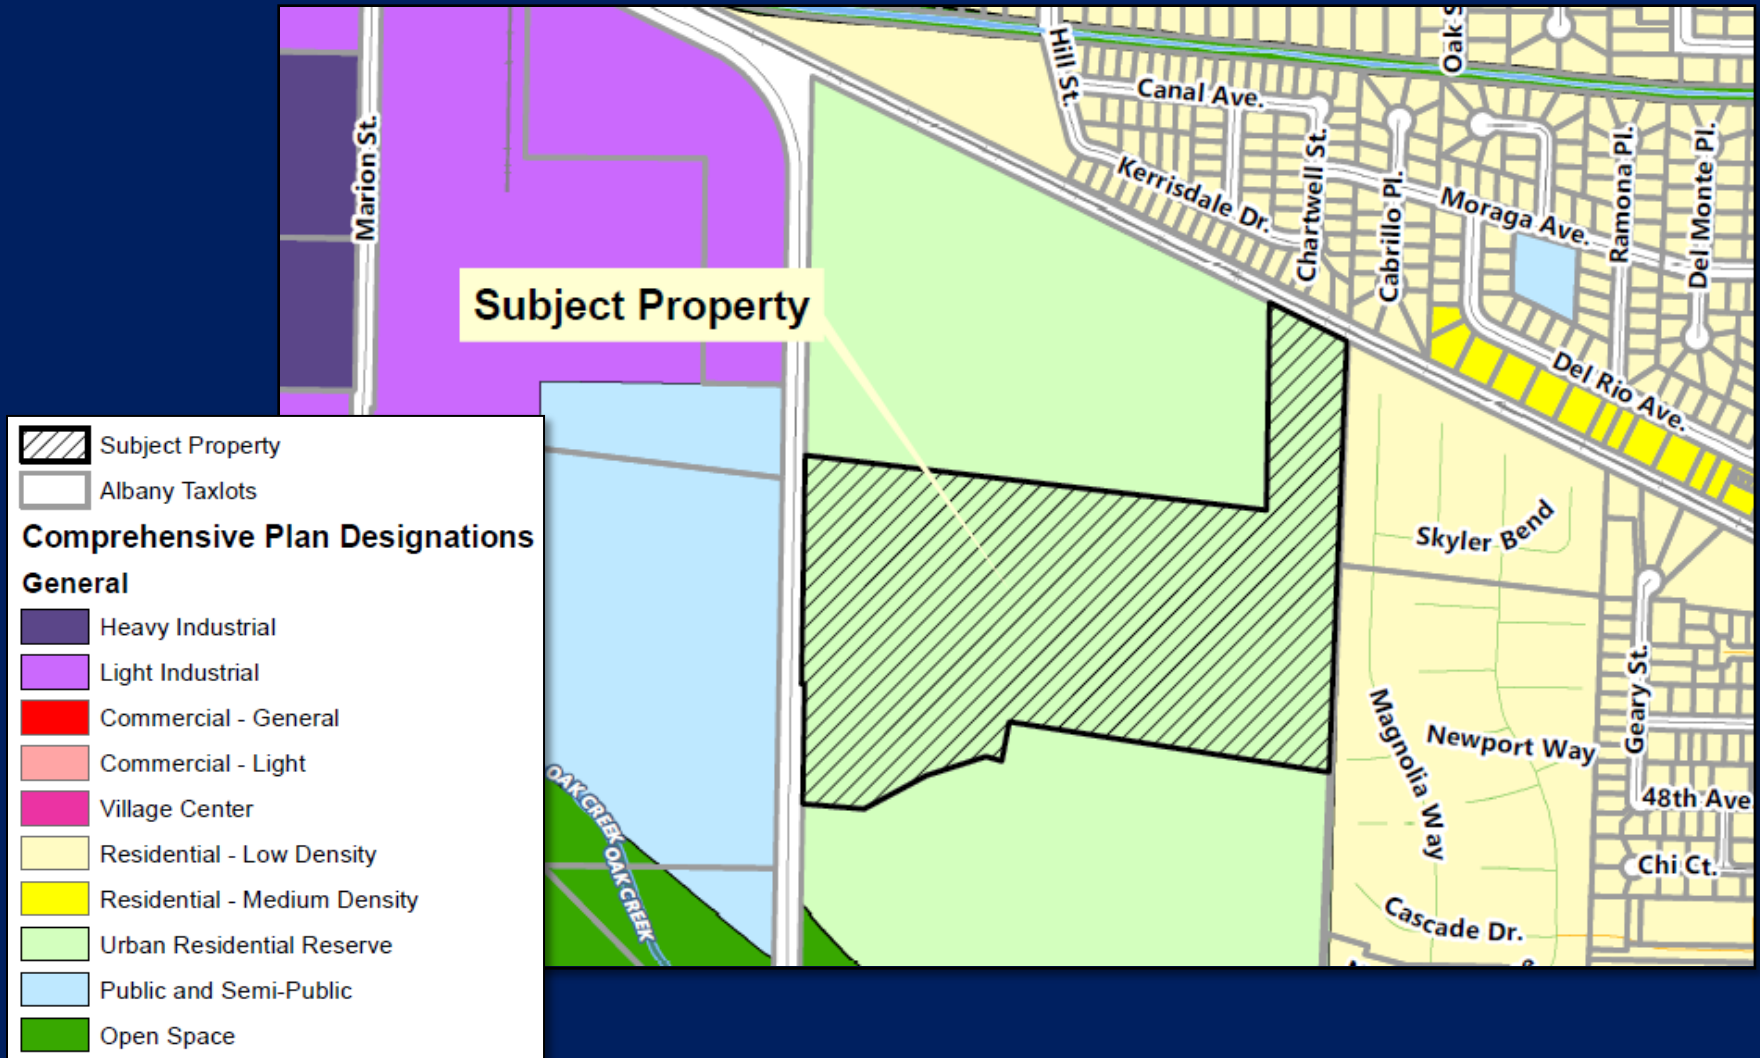 Oak S
Hill St.
Canal Ave.
Marion St.
Kerrisdale Dr.
Chartwell St.
Cabrillo Pl.
Moraga Ave.
Ramona Pl.
Del Monte Pl.
Subject Property
Del Rio Ave.
Skyler Bend
Magnolia Way
Newport Way
Geary St.
48th Ave
Chi Ct.
Cascade Dr.
OAK CREEK
OAK CREEK
Subject Property
Albany Taxlots
Comprehensive Plan Designations
General
Heavy Industrial
Light Industrial
Commercial - General
Commercial - Light
Village Center
Residential - Low Density
Residential - Medium Density
Urban Residential Reserve
Public and Semi-Public
Open Space